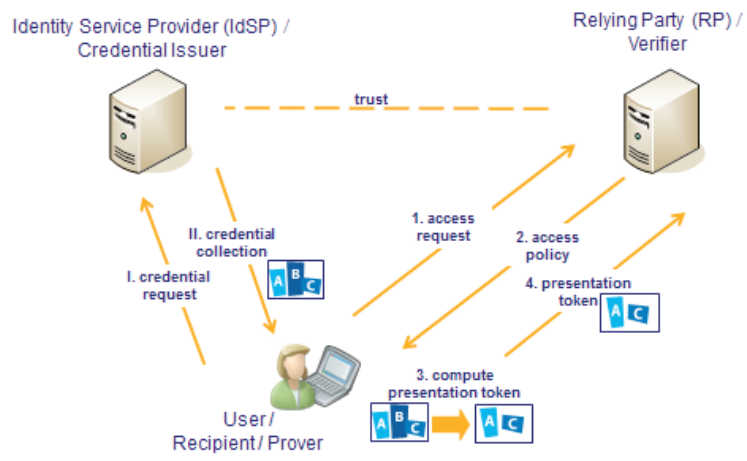 Identity Service Provider (IdSP) /
Credential Issuer
Relying Party (RP) /
Verifier
trust
1. access
request
II. credential
collection
A B C
2. access
policy
I. credential
request
4. presentation
token
A C
3. compute
presentation token
A B C
A C
User /
Recipient / Prover